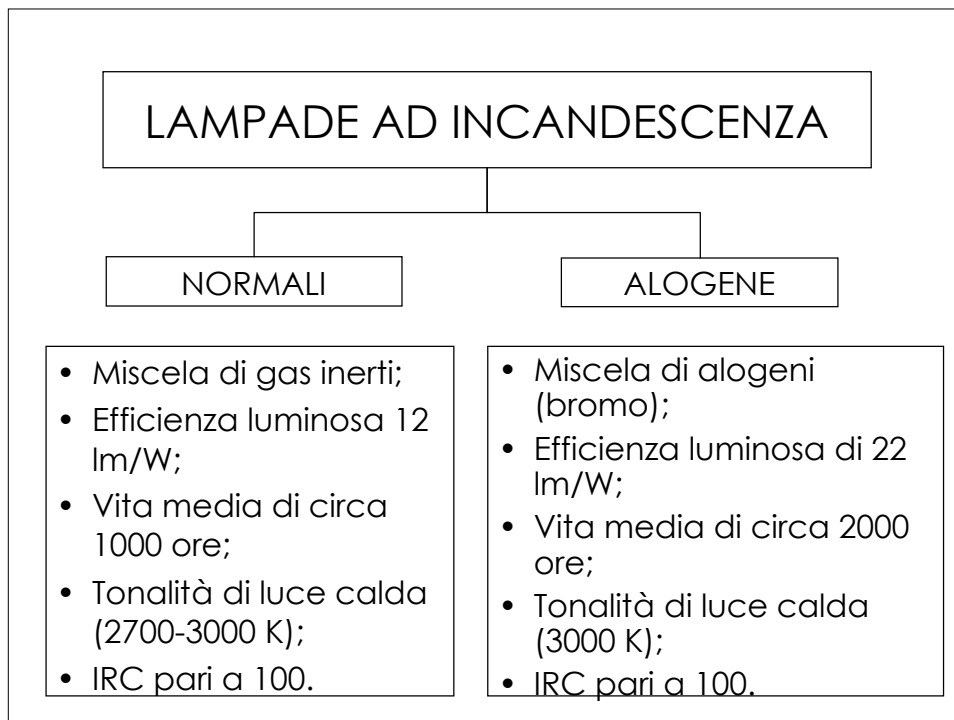 LAMPADE AD INCANDESCENZA
NORMALI
ALOGENE
• Miscela di gas inerti;
• Efficienza luminosa 12
lm/W;
• Vita media di circa
1000 ore;
• Tonalità di luce calda
(2700-3000 K);
• IRC pari a 100.
• Miscela di alogeni
(bromo);
• Efficienza luminosa di 22
lm/W;
• Vita media di circa 2000
ore;
• Tonalità di luce calda
(3000 K);
• IRC pari a 100.